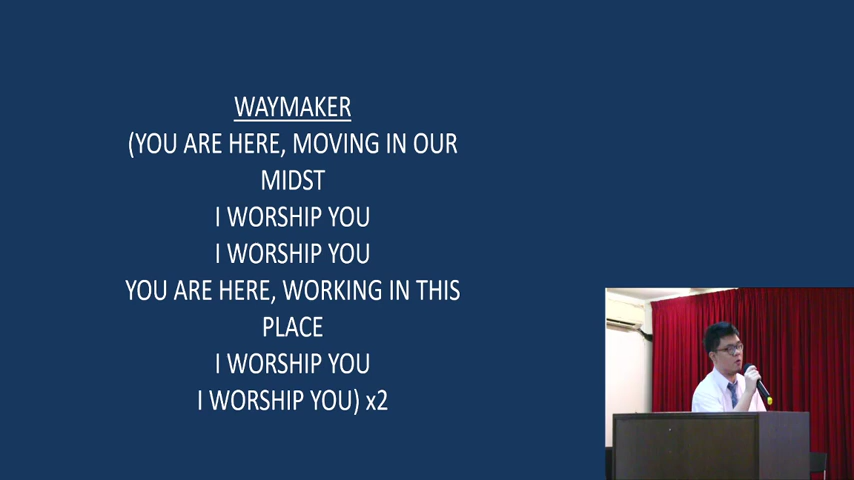 WAYMAKER
(YOU ARE HERE, MOVING IN OUR
MIDST
I WORSHIP YOU
I WORSHIP YOU
YOU ARE HERE, WORKING IN THIS
PLACE
I WORSHIP YOU
I WORSHIP YOU) x2